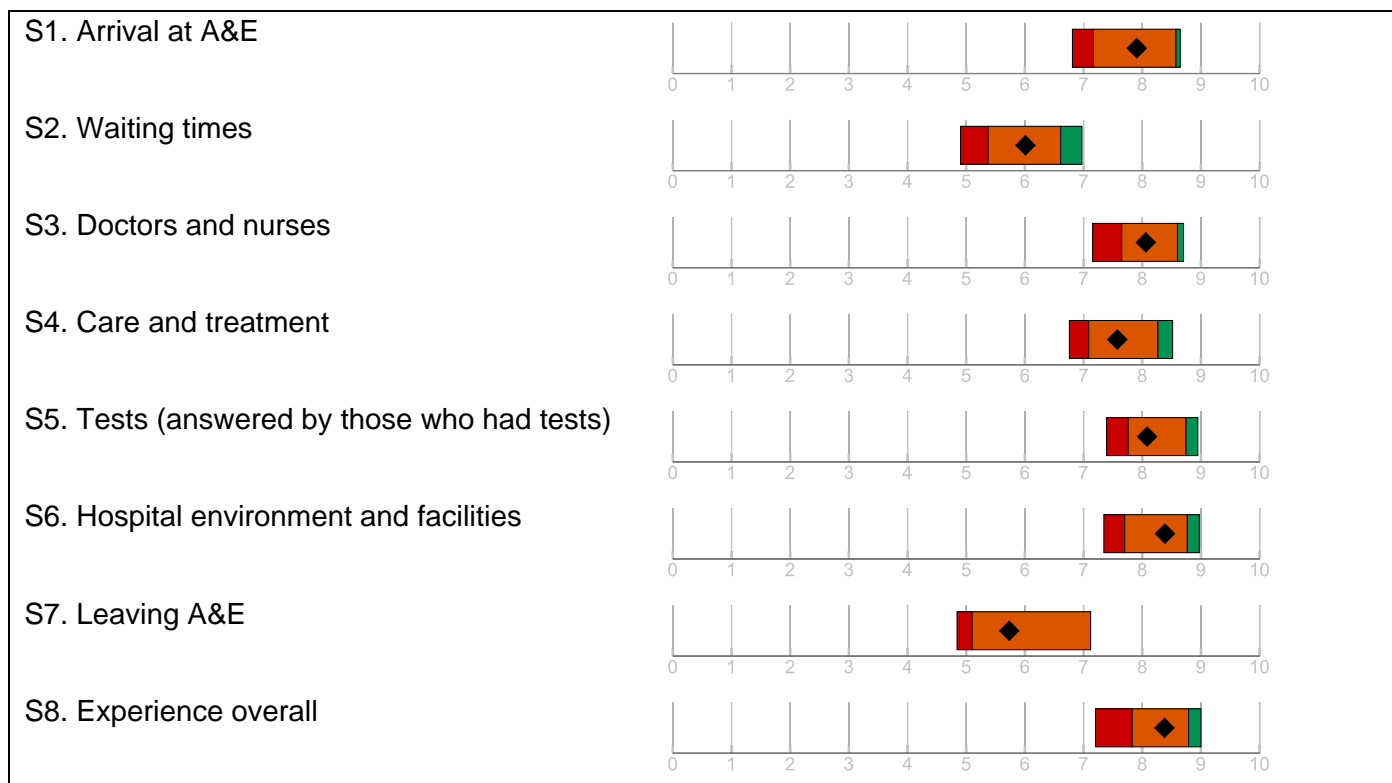 S1. Arrival at A&E
0 1 2 3 4 5 6 7 8 9 10
S2. Waiting times
0 1 2 3 4 5 6 7 8 9 10
S3. Doctors and nurses
0 1 2 3 4 5 6 7 8 9 10
S4. Care and treatment
0 1 2 3 4 5 6 7 8 9 10
S5. Tests (answered by those who had tests)
0 1 2 3 4 5 6 7 8 9 10
S6. Hospital environment and facilities
0 1 2 3 4 5 6 7 8 9 10
S7. Leaving A&E
0 1 2 3 4 5 6 7 8 9 10
S8. Experience overall
0 1 2 3 4 5 6 7 8 9 10